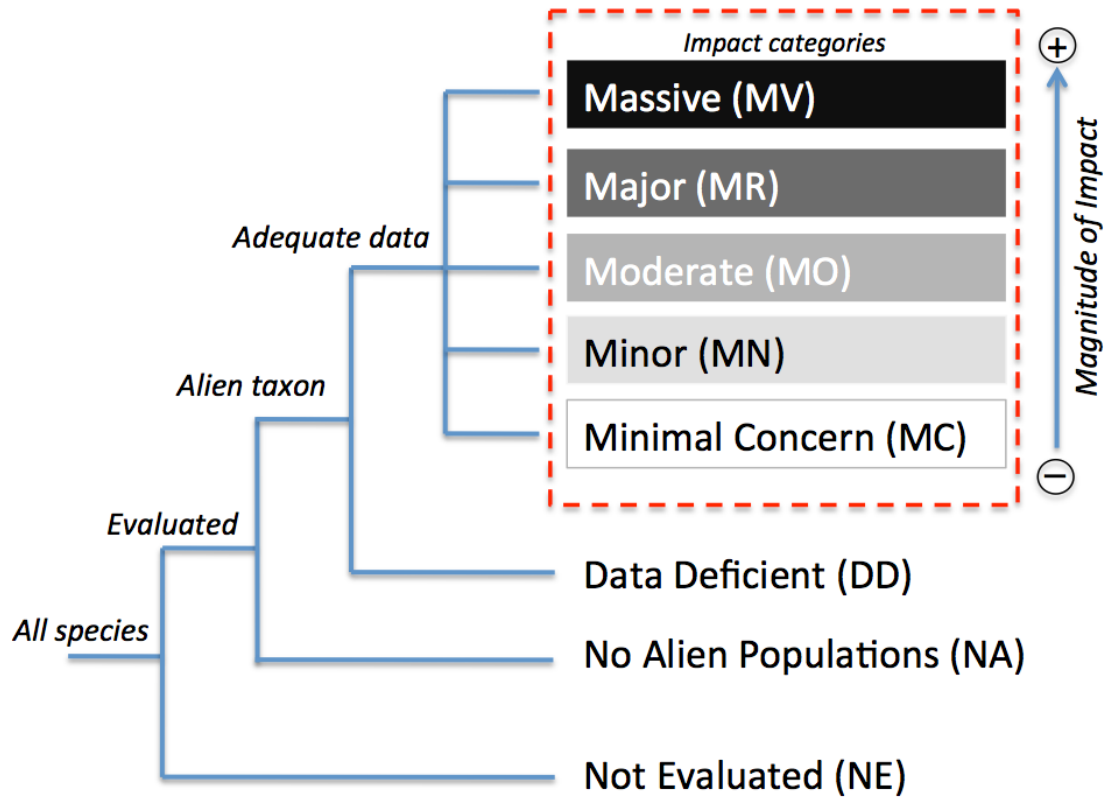 Impact categories
Massive (MV)
Major (MR)
Adequate data
Moderate (MO)
Minor (MN)
Alien taxon
Minimal Concern (MC)
Magnitude of Impact
+
−
Evaluated
Data Deficient (DD)
All species
No Alien Populations (NA)
Not Evaluated (NE)